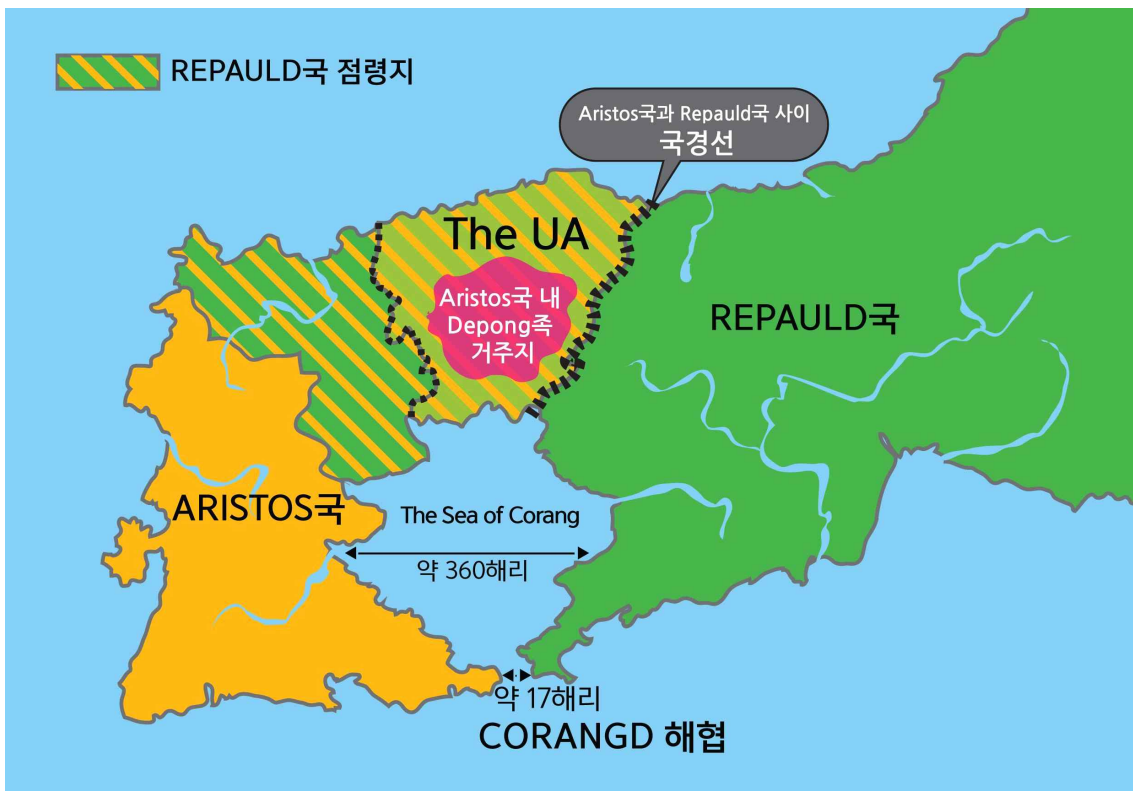 REPAULD국 점령지
Aristos국과 Repauld국 사이
국경선
The UA
Aristos국 내
Depong족
거주지
REPAULD국
ARISTOS국
The Sea of Corang
약 360해리
약 17해리
CORANGD 해협